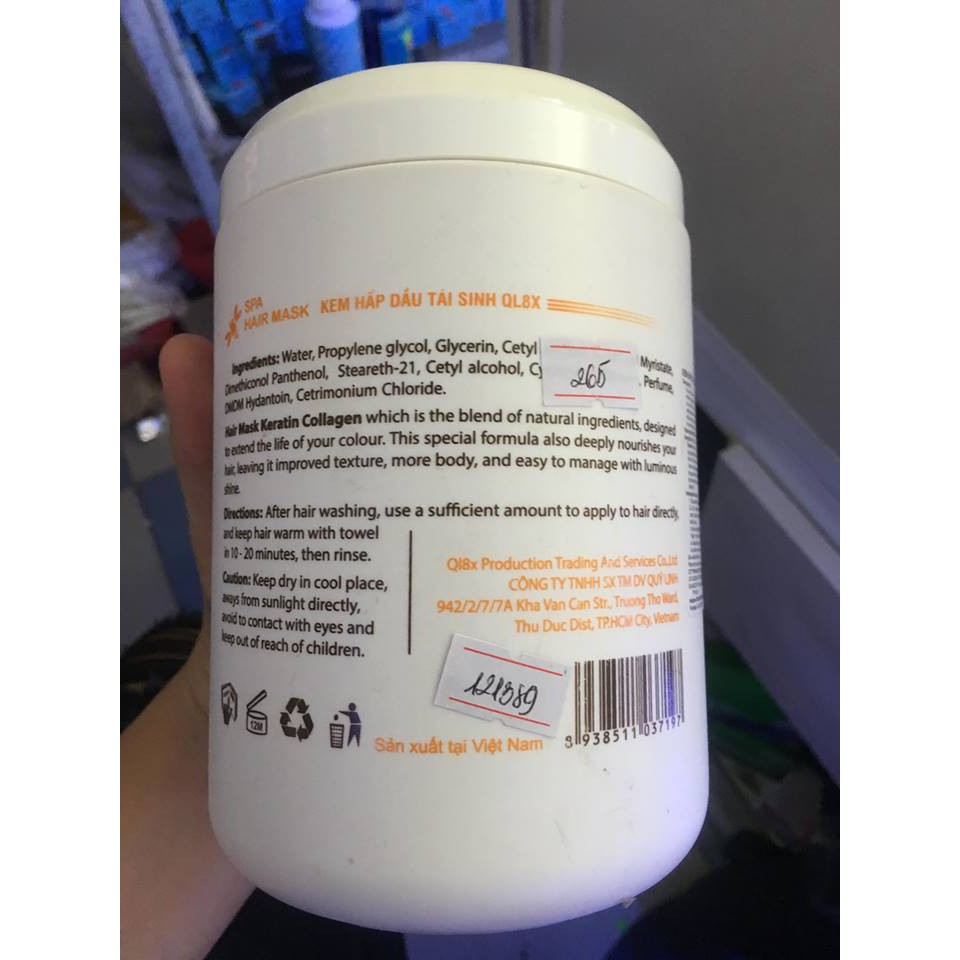 SPA
HAIR MASK KEM HẤP DẦU TÁI SINH QL8X
Ingredients: Water, Propylene glycol, Glycerin, Cetyl Myristate,
Dimethiconol Panthenol, Steareth-21, Cetyl alcohol, Perfume,
DMDM Hydantoin, Cetrimonium Chloride.
265
Hair Mask Keratin Collagen which is the blend of natural ingredients, designed
to extend the life of your colour. This special formula also deeply nourishes your
hair, leaving it improved texture, more body, and easy to manage with luminous
shine.
Directions: After hair washing, use a sufficient amount to apply to hair directly,
and keep hair warm with towel
in 10 - 20 minutes, then rinse.
Caution: Keep dry in cool place,
aways from sunlight directly,
avoid to contact with eyes and
keep out of reach of children.
Ql8x Production Trading And Services Co.,Ltd
CÔNG TY TNHH SX TM DV QUÝ LINH
942/2/7/7A Kha Van Can Str., Truong Tho Ward,
Thu Duc Dist, TP.HCM City, Vietnam
121389
12M
Sản xuất tại Việt Nam
8 938511 037197